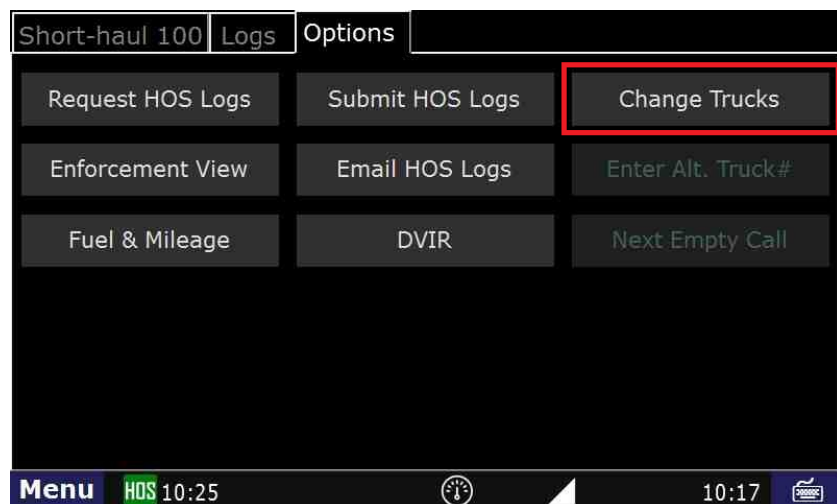 Short-haul 100 Logs Options
Request HOS Logs Submit HOS Logs Change Trucks
Enforcement View Email HOS Logs Enter Alt. Truck#
Fuel & Mileage DVIR Next Empty Call
Menu HOS 10:25 10:17